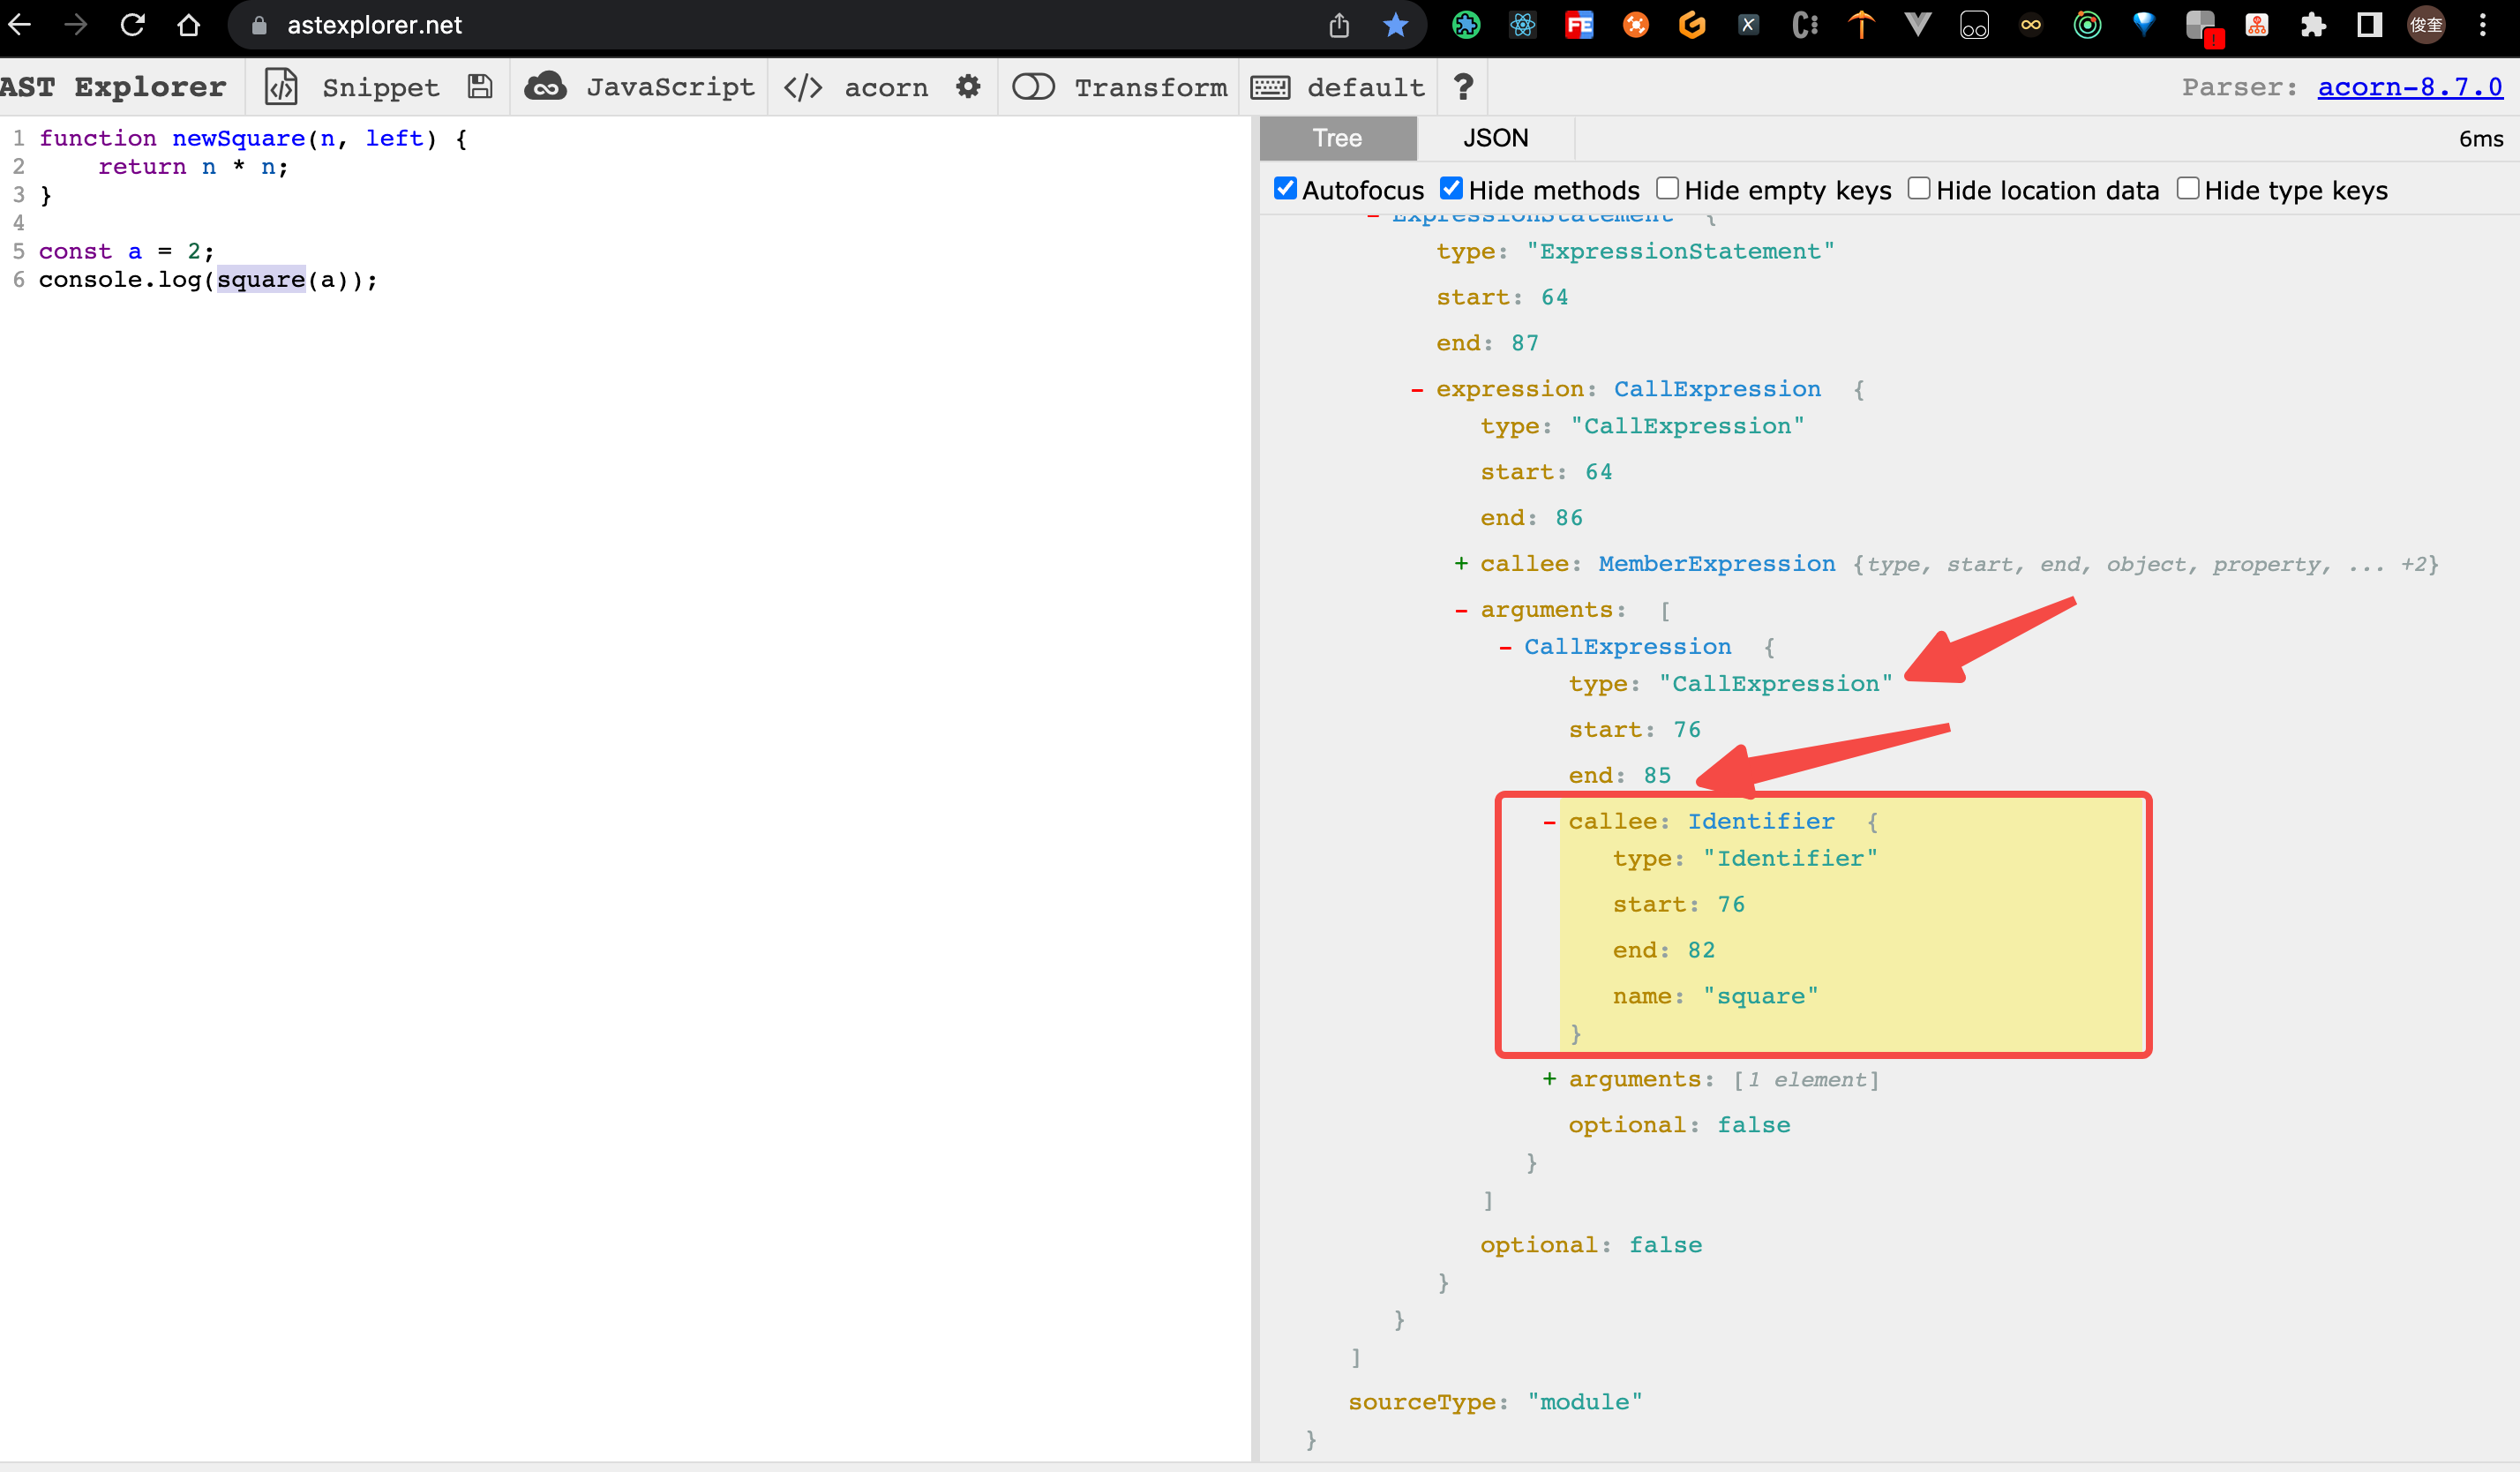 astexplorer.net
FE
俊奎
AST Explorer
</> Snippet
JavaScript
</> acorn
Transform
default
?
Parser: acorn-8.7.0
1 function newSquare(n, left) {
2     return n * n;
3 }
4
5 const a = 2;
6 console.log(square(a));
Tree
JSON
6ms
Autofocus Hide methods Hide empty keys Hide location data Hide type keys
- ExpressionStatement {
type: "ExpressionStatement"
start: 64
end: 87
- expression: CallExpression {
type: "CallExpression"
start: 64
end: 86
+ callee: MemberExpression {type, start, end, object, property, ... +2}
- arguments: [
- CallExpression {
type: "CallExpression"
start: 76
end: 85
- callee: Identifier {
type: "Identifier"
start: 76
end: 82
name: "square"
}
+ arguments: [1 element]
optional: false
}
]
optional: false
}
}
]
sourceType: "module"
}